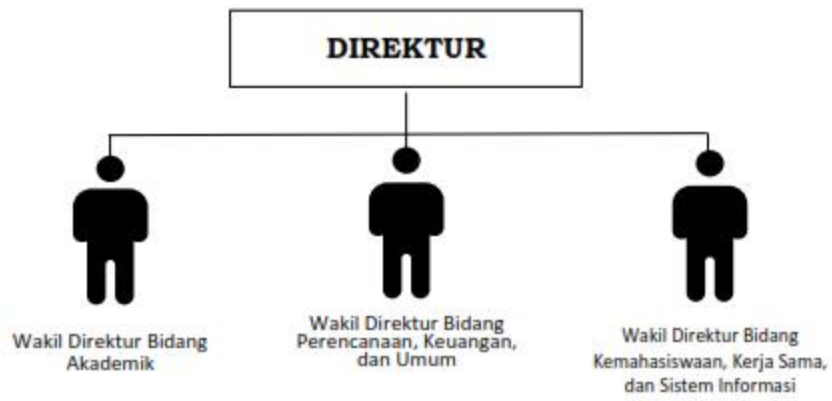 DIREKTUR
Wakil Direktur Bidang
Akademik
Wakil Direktur Bidang
Perencanaan, Keuangan,
dan Umum
Wakil Direktur Bidang
Kemahasiswaan, Kerja Sama,
dan Sistem Informasi